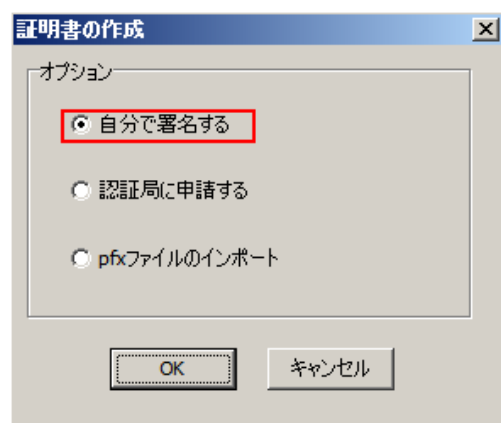 証明書の作成
オプション
自分で署名する
認証局に申請する
pfxファイルのインポート
OK
キャンセル